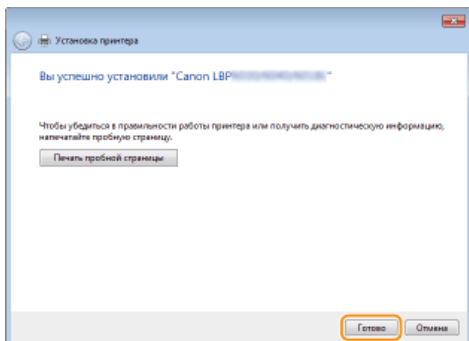 Установка принтера
Вы успешно установили "Canon LBP "
Чтобы убедиться в правильности работы принтера или получить диагностическую информацию,
напечатайте пробную страницу.
Печать пробной страницы
Готово Отмена